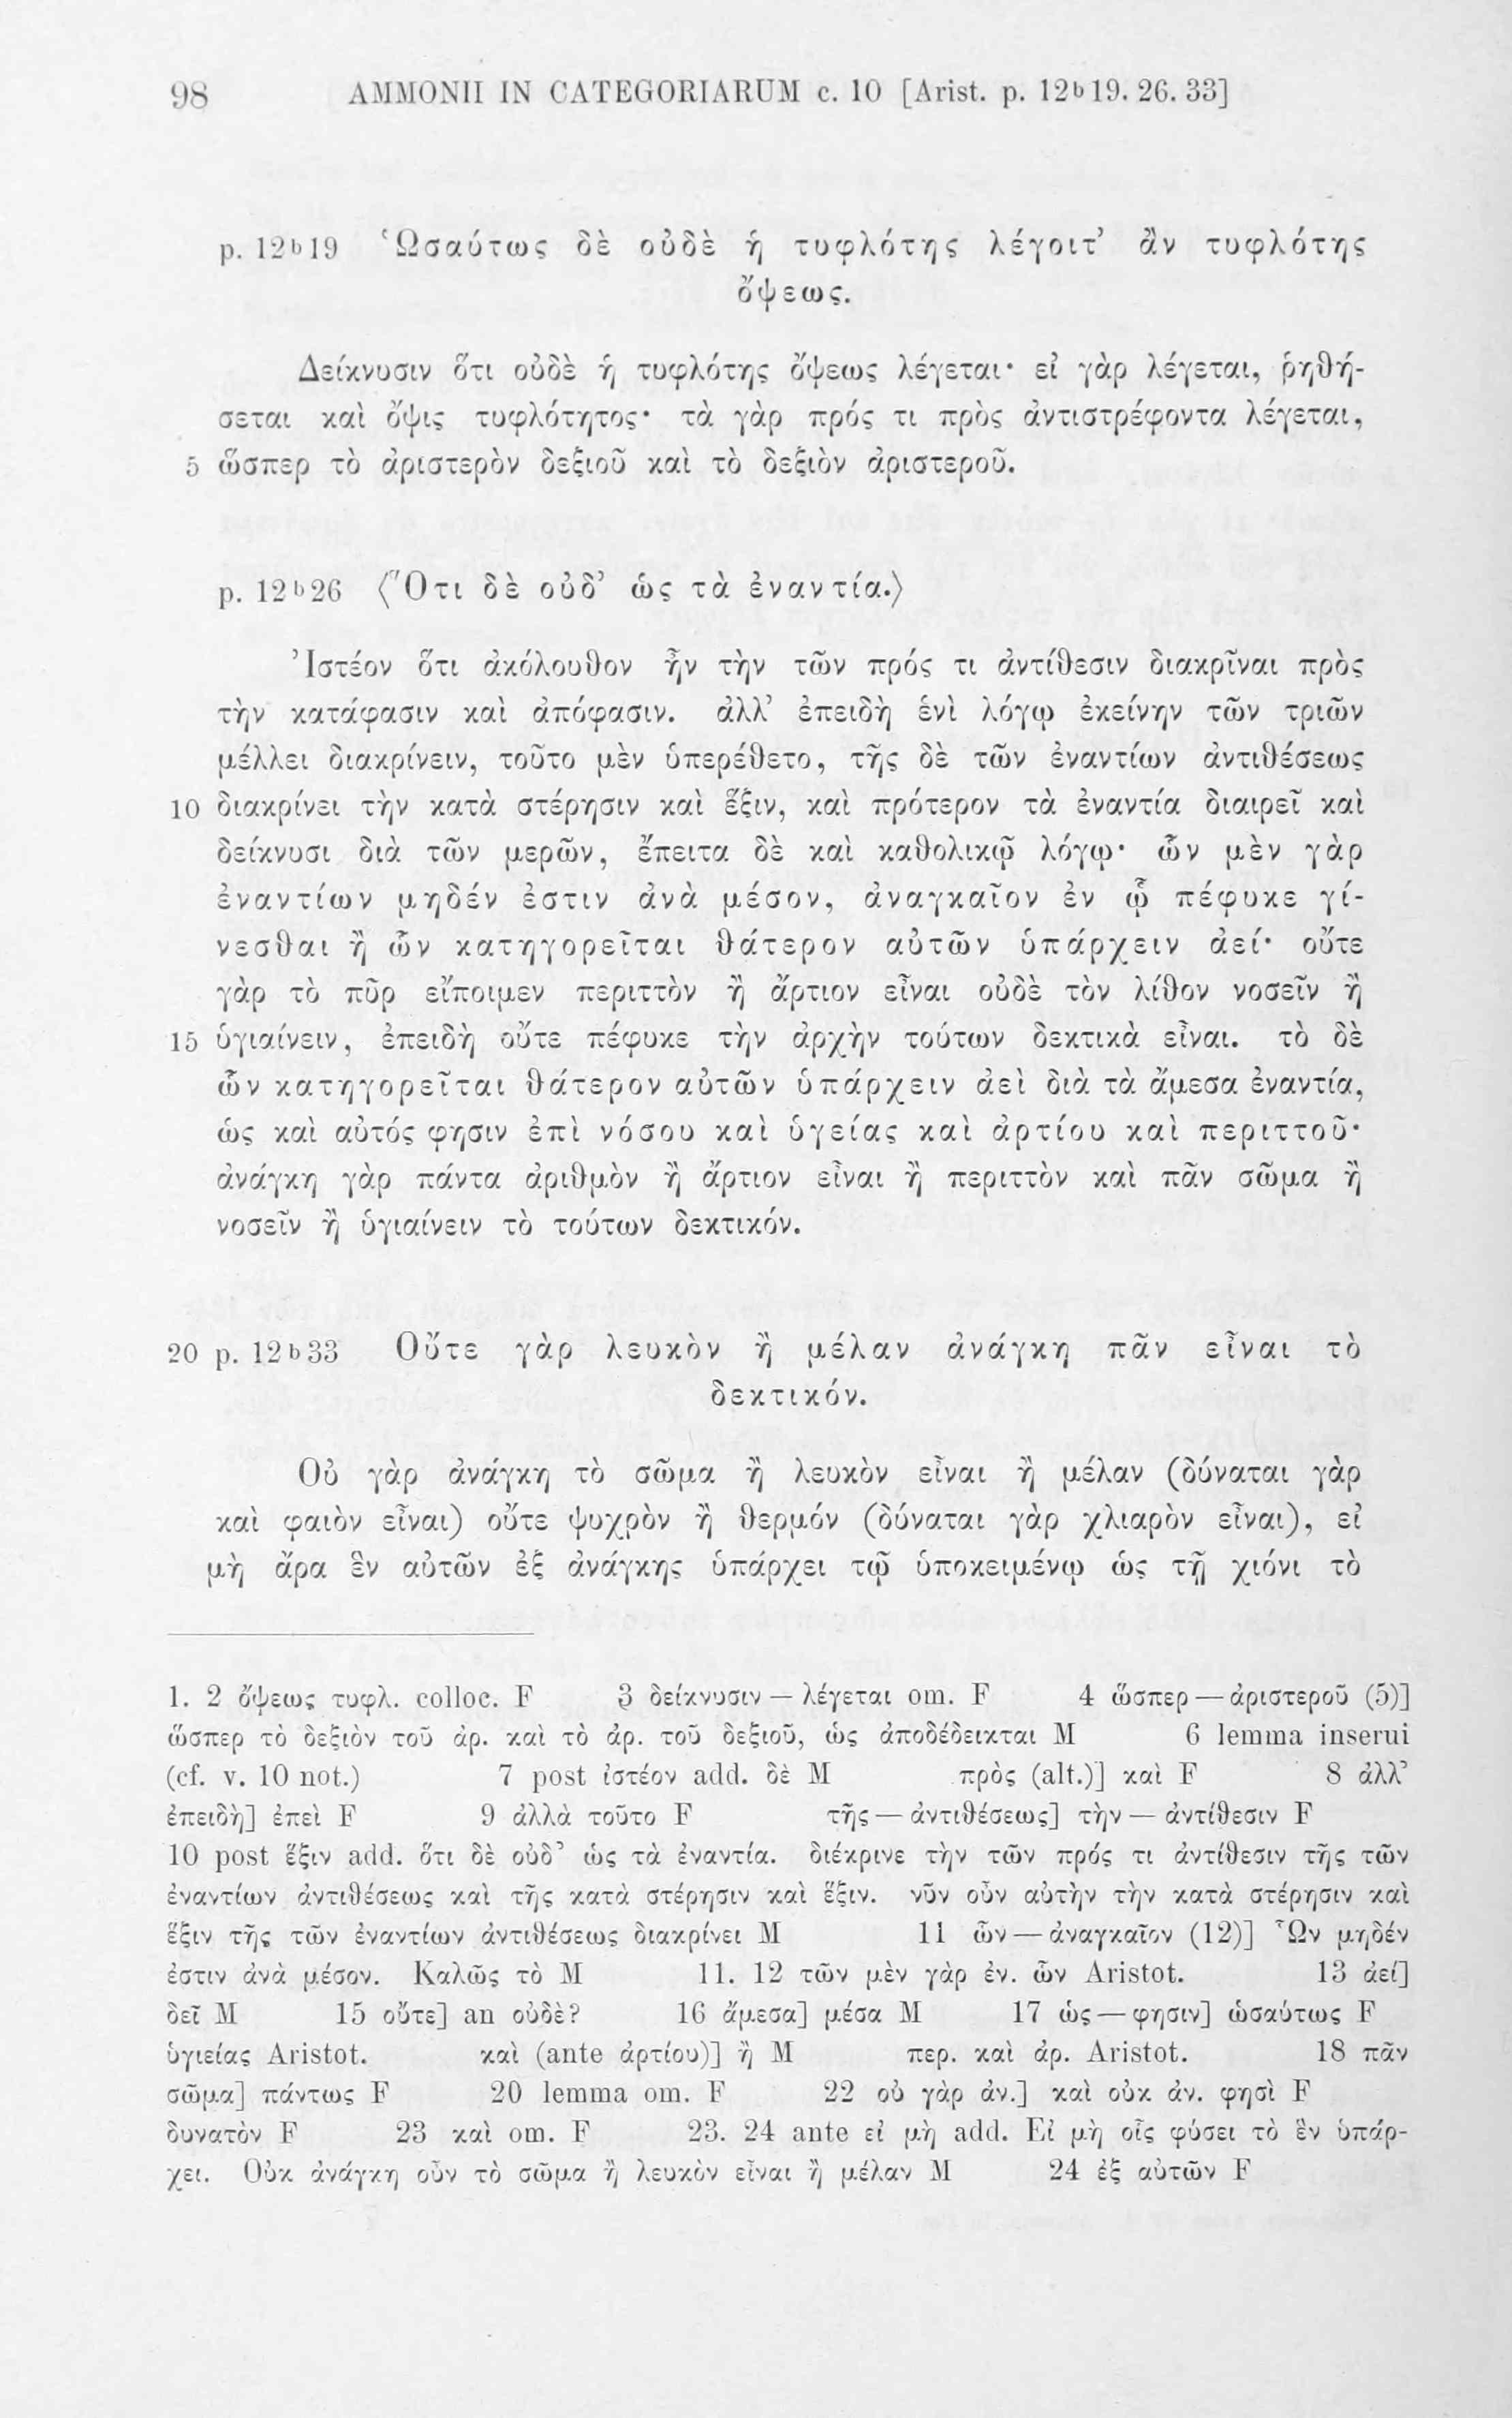 98 AMMONII IN CATEGORIARUM c. 10 [Arist. p. 12b19. 26. 33]
p. 12b19 Ὡσαύτως δὲ οὐδὲ ἡ τυφλότης λέγοιτ’ ἂν τυφλότης
ὄψεως.
Δείκνυσιν ὅτι οὐδὲ ἡ τυφλότης ὄψεως λέγεται· εἰ γὰρ λέγεται, ῥηθή-
σεται καὶ ὄψις τυφλότητος· τὰ γὰρ πρός τι πρὸς ἀντιστρέφοντα λέγεται,
5 ὥσπερ τὸ ἀριστερὸν δεξιοῦ καὶ τὸ δεξιὸν ἀριστεροῦ.
p. 12b26 〈Ὅτι δὲ οὐδ’ ὡς τὰ ἐναντία.〉
Ἰστέον ὅτι ἀκόλουθον ἦν τὴν τῶν πρός τι ἀντίθεσιν διακρῖναι πρὸς
τὴν κατάφασιν καὶ ἀπόφασιν. ἀλλ’ ἐπειδὴ ἑνὶ λόγῳ ἐκείνην τῶν τριῶν
μέλλει διακρίνειν, τοῦτο μὲν ὑπερέθετο, τῆς δὲ τῶν ἐναντίων ἀντιθέσεως
10 διακρίνει τὴν κατὰ στέρησιν καὶ ἕξιν, καὶ πρότερον τὰ ἐναντία διαιρεῖ καὶ
δείκνυσι διὰ τῶν μερῶν, ἔπειτα δὲ καὶ καθολικῷ λόγῳ· ὧν μὲν γὰρ
ἐναντίων μηδέν ἐστιν ἀνὰ μέσον, ἀναγκαῖον ἐν ᾧ πέφυκε γί-
νεσθαι ἢ ὧν κατηγορεῖται θάτερον αὐτῶν ὑπάρχειν ἀεί· οὔτε
γὰρ τὸ πῦρ εἴποιμεν περιττὸν ἢ ἄρτιον εἶναι οὐδὲ τὸν λίθον νοσεῖν ἢ
15 ὑγιαίνειν, ἐπειδὴ οὔτε πέφυκε τὴν ἀρχὴν τούτων δεκτικὰ εἶναι. τὸ δὲ
ὧν κατηγορεῖται θάτερον αὐτῶν ὑπάρχειν ἀεὶ διὰ τὰ ἄμεσα ἐναντία,
ὡς καὶ αὐτός φησιν ἐπὶ νόσου καὶ ὑγείας καὶ ἀρτίου καὶ περιττοῦ·
ἀνάγκη γὰρ πάντα ἀριθμὸν ἢ ἄρτιον εἶναι ἢ περιττὸν καὶ πᾶν σῶμα ἢ
νοσεῖν ἢ ὑγιαίνειν τὸ τούτων δεκτικόν.
20 p. 12b33 Οὔτε γὰρ λευκὸν ἢ μέλαν ἀνάγκη πᾶν εἶναι τὸ
δεκτικόν.
Οὐ γὰρ ἀνάγκη τὸ σῶμα ἢ λευκὸν εἶναι ἢ μέλαν (δύναται γὰρ
καὶ φαιὸν εἶναι) οὔτε ψυχρὸν ἢ θερμόν (δύναται γὰρ χλιαρὸν εἶναι), εἰ
μὴ ἄρα ἓν αὐτῶν ἐξ ἀνάγκης ὑπάρχει τῷ ὑποκειμένῳ ὡς τῇ χιόνι τὸ
1. 2 ὄψεως τυφλ. colloc. F 3 δείκνυσιν — λέγεται om. F 4 ὥσπερ — ἀριστεροῦ (5)]
ὥσπερ τὸ δεξιὸν τοῦ ἀρ. καὶ τὸ ἀρ. τοῦ δεξιοῦ, ὡς ἀποδέδεικται M 6 lemma inserui
(cf. v. 10 not.) 7 post ἰστέον add. δὲ M πρὸς (alt.)] καὶ F 8 ἀλλ’
ἐπειδὴ] ἐπεὶ F 9 ἀλλὰ τοῦτο F τῆς — ἀντιθέσεως] τὴν — ἀντίθεσιν F
10 post ἕξιν add. ὅτι δὲ οὐδ’ ὡς τὰ ἐναντία. διέκρινε τὴν τῶν πρός τι ἀντίθεσιν τῆς τῶν
ἐναντίων ἀντιθέσεως καὶ τῆς κατὰ στέρησιν καὶ ἕξιν. νῦν οὖν αὐτὴν τὴν κατὰ στέρησιν καὶ
ἕξιν τῆς τῶν ἐναντίων ἀντιθέσεως διακρίνει M 11 ὧν — ἀναγκαῖον (12)] Ὧν μηδέν
ἐστιν ἀνὰ μέσον. Καλῶς τὸ M 11. 12 τῶν μὲν γὰρ ἐν. ὧν Aristot. 13 ἀεί]
δεῖ M 15 οὔτε] an οὐδὲ? 16 ἄμεσα] μέσα M 17 ὡς — φησιν] ὡσαύτως F
ὑγιείας Aristot. καὶ (ante ἀρτίου)] ἢ M περ. καὶ ἀρ. Aristot. 18 πᾶν
σῶμα] πάντως F 20 lemma om. F 22 οὐ γὰρ ἀν.] καὶ οὐκ ἀν. φησὶ F
δυνατὸν F 23 καὶ om. F 23. 24 ante εἰ μὴ add. Εἰ μὴ οἷς φύσει τὸ ἓν ὑπάρ-
χει. Οὐκ ἀνάγκη οὖν τὸ σῶμα ἢ λευκὸν εἶναι ἢ μέλαν M 24 ἐξ αὐτῶν F